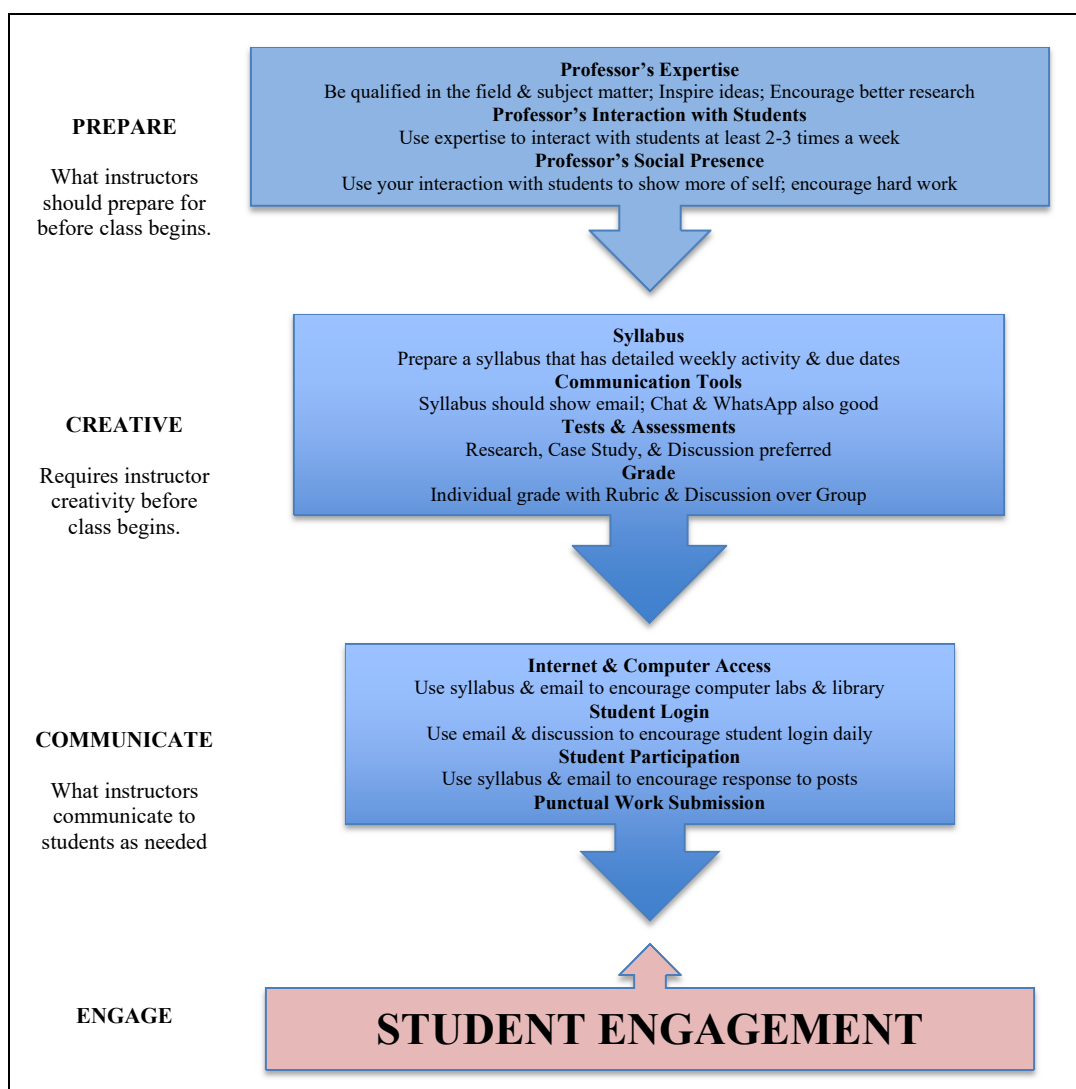 PREPARE
What instructors
should prepare for
before class begins.
Professor’s Expertise
Be qualified in the field & subject matter; Inspire ideas; Encourage better research
Professor’s Interaction with Students
Use expertise to interact with students at least 2-3 times a week
Professor’s Social Presence
Use your interaction with students to show more of self; encourage hard work
CREATIVE
Requires instructor
creativity before
class begins.
Syllabus
Prepare a syllabus that has detailed weekly activity & due dates
Communication Tools
Syllabus should show email; Chat & WhatsApp also good
Tests & Assessments
Research, Case Study, & Discussion preferred
Grade
Individual grade with Rubric & Discussion over Group
COMMUNICATE
What instructors
communicate to
students as needed
Internet & Computer Access
Use syllabus & email to encourage computer labs & library
Student Login
Use email & discussion to encourage student login daily
Student Participation
Use syllabus & email to encourage response to posts
Punctual Work Submission
ENGAGE
STUDENT ENGAGEMENT